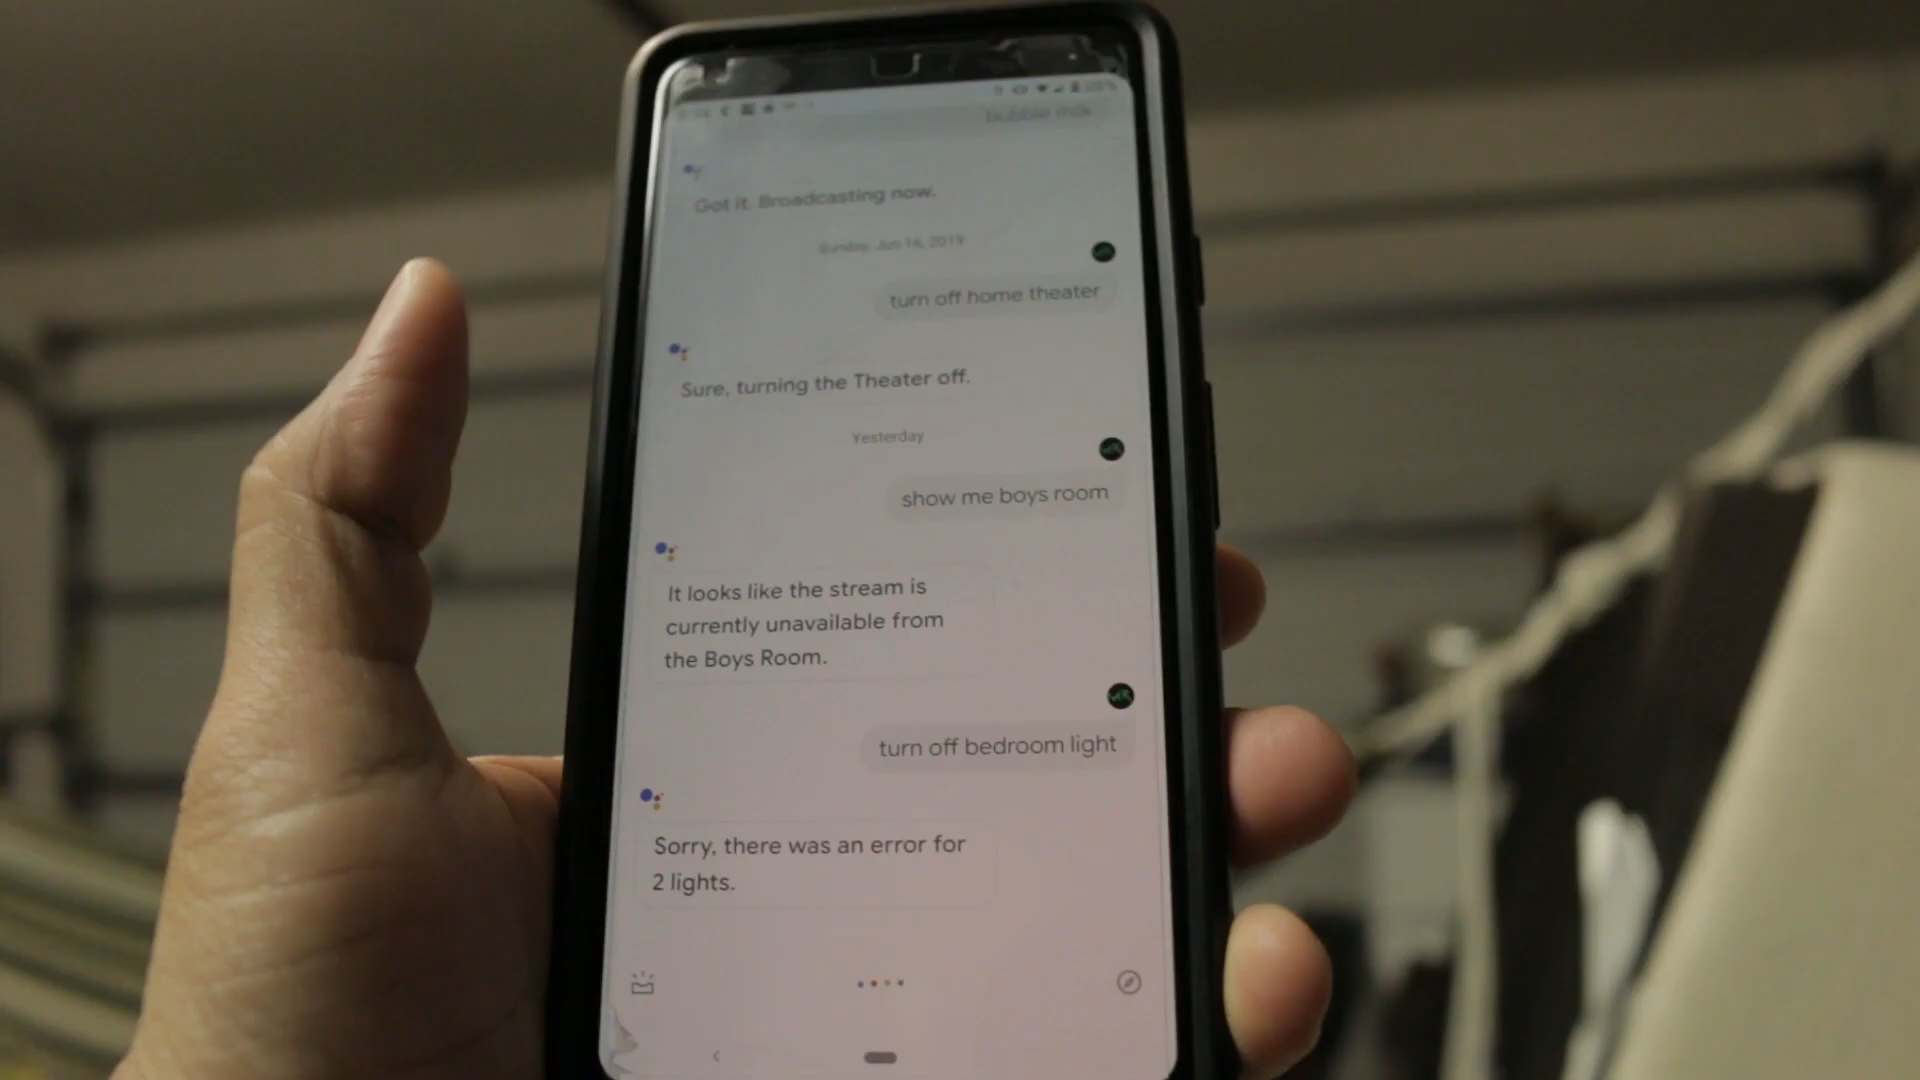 bubble milk
Got it. Broadcasting now.
Sunday, Jun 16, 2019
turn off home theater
Sure, turning the Theater off.
Yesterday
show me boys room
It looks like the stream is
currently unavailable from
the Boys Room.
turn off bedroom light
Sorry, there was an error for
2 lights.